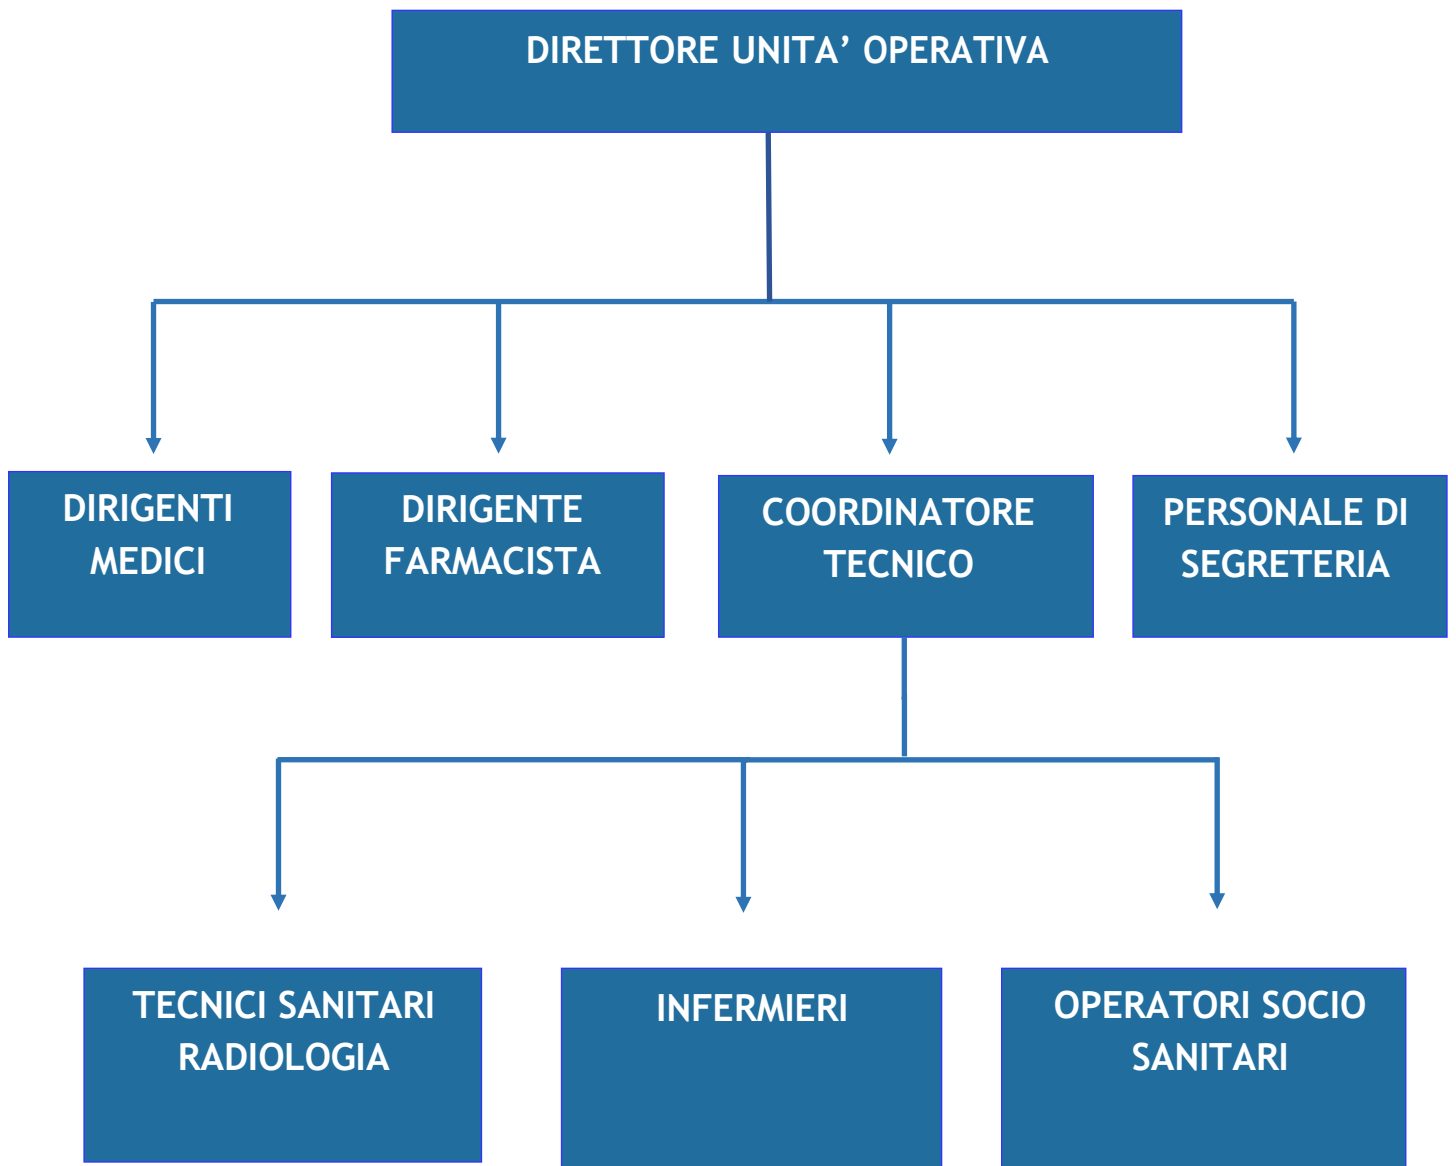 DIRETTORE UNITA’ OPERATIVA
DIRIGENTI
MEDICI
DIRIGENTE
FARMACISTA
COORDINATORE
TECNICO
PERSONALE DI
SEGRETERIA
TECNICI SANITARI
RADIOLOGIA
INFERMIERI
OPERATORI SOCIO
SANITARI